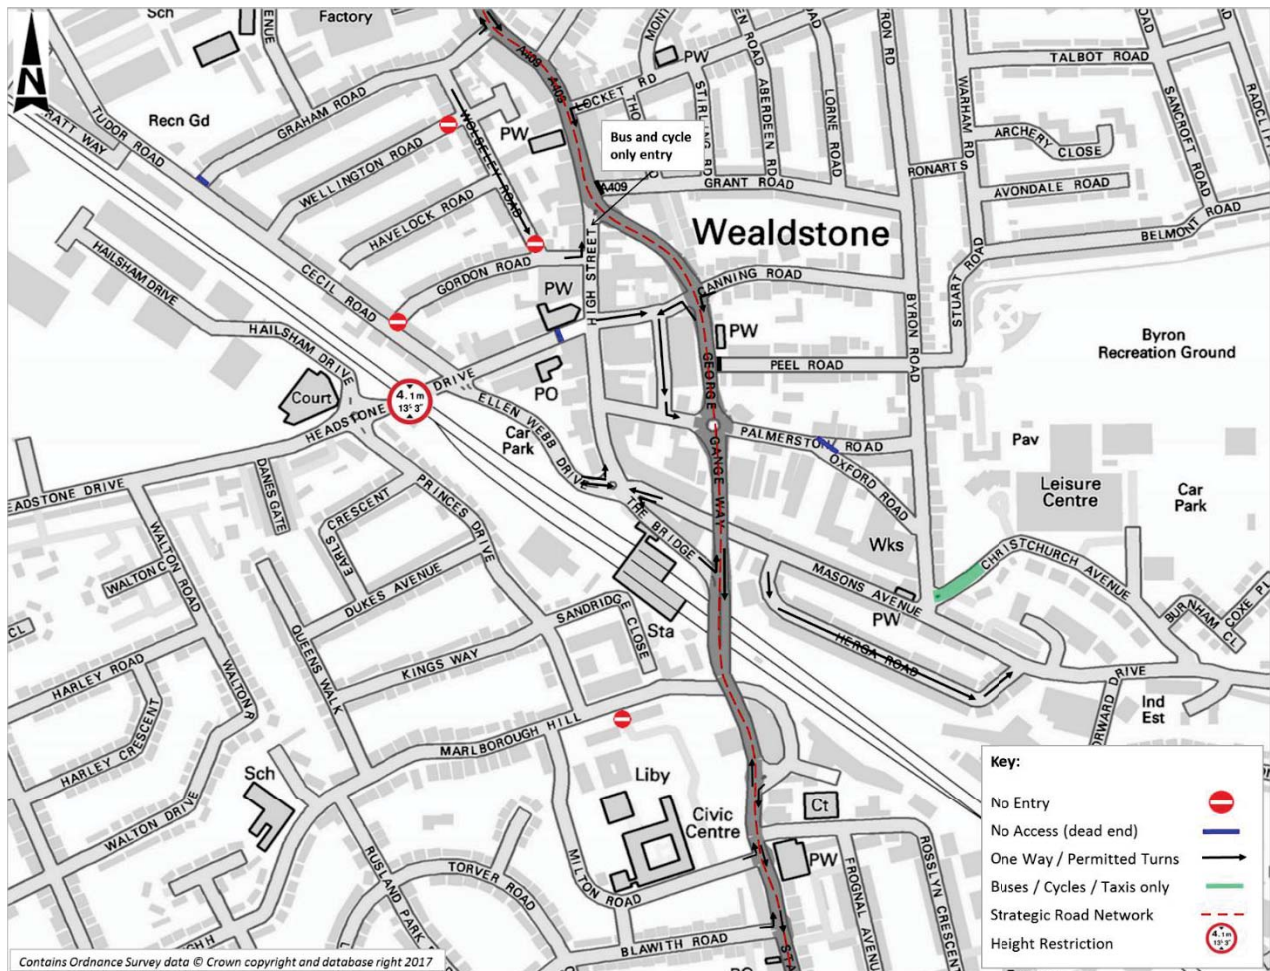 Sch
Factory
PW
N
TUDOR ROAD
PRATT WAY
Recn Gd
GRAHAM ROAD
WELLINGTON ROAD
HAVELOCK ROAD
GORDON ROAD
WOLSELEY ROAD
PW
A409
A409
LOCKET RD
Bus and cycle
only entry
STIRLING RD
ABERDEEN ROAD
LORNE ROAD
A409
GRANT ROAD
TALBOT ROAD
WARHAM RD
ARCHERY CLOSE
SANCROFT ROAD
RONARTS
AVONDALE ROAD
BELMONT ROAD
STUART ROAD
Wealdstone
HAILSHAM DRIVE
HAILSHAM DRIVE
CECIL ROAD
HIGH STREET
CANNING ROAD
PW
PW
PO
Court
HEADSTONE DRIVE
4.1m
13' 3"
PEEL ROAD
BYRON ROAD
Byron
Recreation Ground
GEORGE GANGE WAY
ELLEN WEBB DRIVE
Car
Park
PALMERSTON ROAD
OXFORD ROAD
Pav
Leisure
Centre
Car
Park
HEADSTONE DRIVE
DANES GATE
EARLS CRESCENT
PRINCES DRIVE
THE BRIDGE
Wks
MASONS AVENUE
CHRISTCHURCH AVENUE
PW
BURNHAM CL
WALTON ROAD
DUKES AVENUE
SANDRIDGE CLOSE
Sta
HERGA ROAD
KINGS WAY
QUEENS WALK
HARLEY ROAD
HARLEY CRESCENT
WALTON DRIVE
MARLBOROUGH HILL
Ind
Est
Sch
Liby
Civic
Centre
Ct
PW
MILTON ROAD
TORVER ROAD
BLAWITH ROAD
FROGNAL AVENUE
ROSSLYN CRESCENT
Key:
No Entry
No Access (dead end)
One Way / Permitted Turns
Buses / Cycles / Taxis only
Strategic Road Network
Height Restriction
4.1m
13' 3"
Contains Ordnance Survey data © Crown copyright and database right 2017